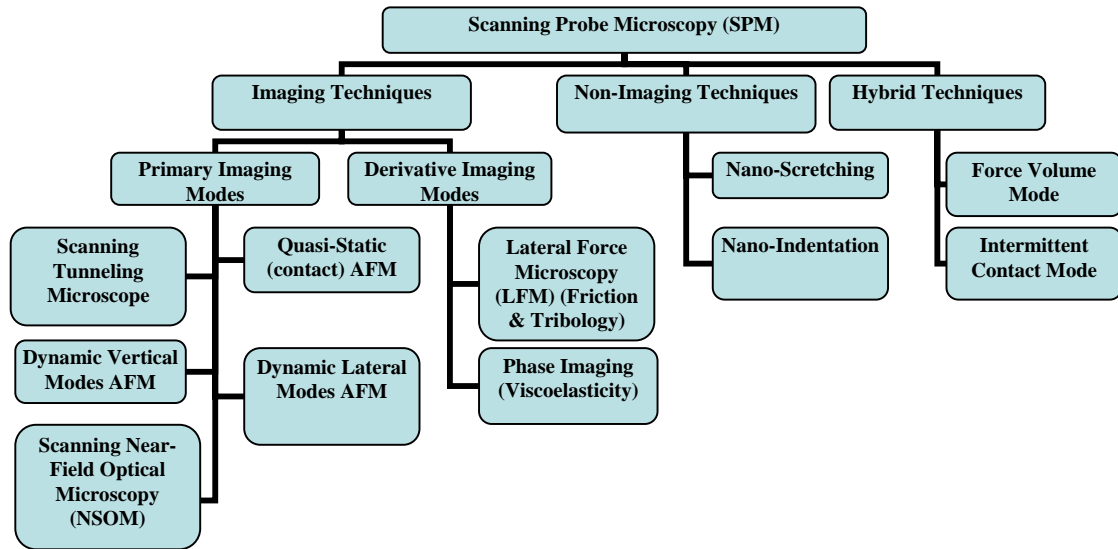 Scanning Probe Microscopy (SPM)
Imaging Techniques
Non-Imaging Techniques
Hybrid Techniques
Primary Imaging
Modes
Derivative Imaging
Modes
Nano-Scretching
Force Volume
Mode
Scanning
Tunneling
Microscope
Quasi-Static
(contact) AFM
Lateral Force
Microscopy
(LFM) (Friction
& Tribology)
Nano-Indentation
Intermittent
Contact Mode
Dynamic Vertical
Modes AFM
Dynamic Lateral
Modes AFM
Phase Imaging
(Viscoelasticity)
Scanning Near-
Field Optical
Microscopy
(NSOM)